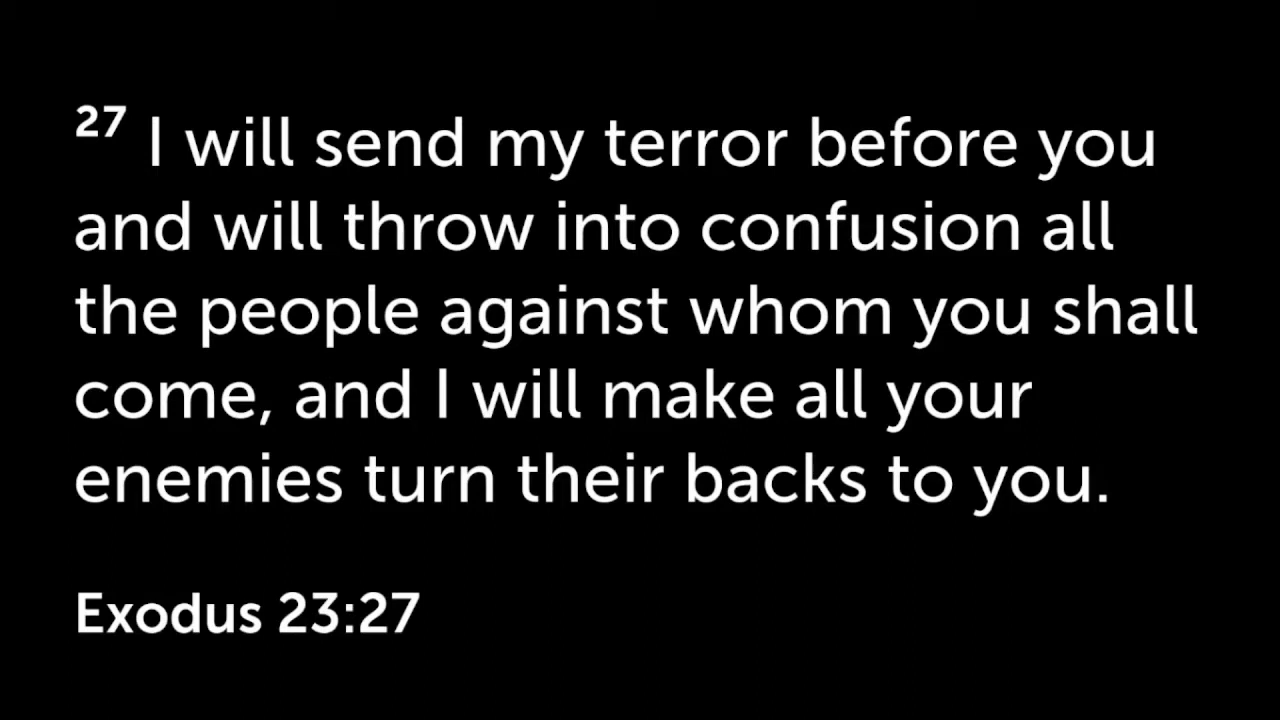 27 I will send my terror before you
and will throw into confusion all
the people against whom you shall
come, and I will make all your
enemies turn their backs to you.
Exodus 23:27